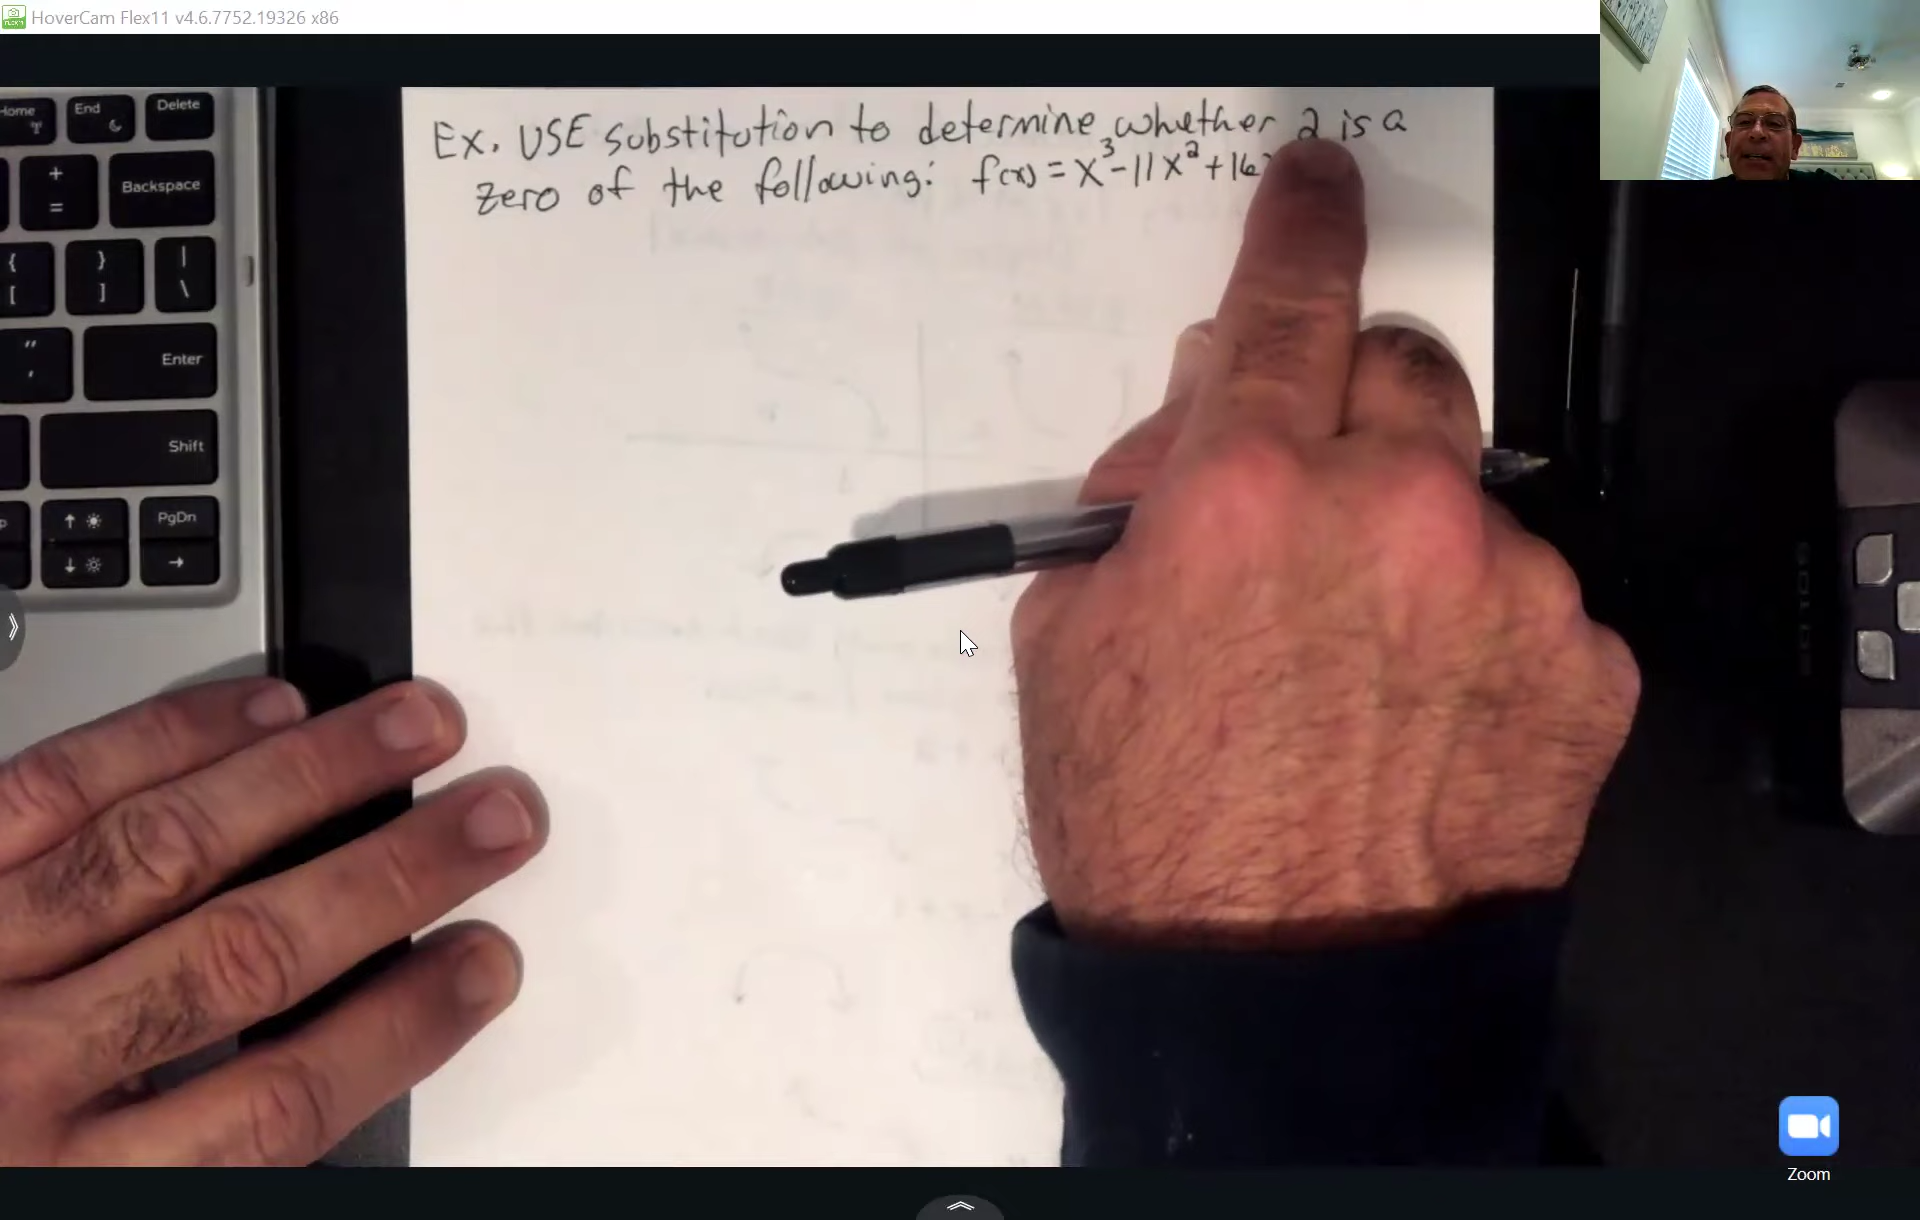 HoverCam Flex11 v4.6.7752.19326 x86
Ex. USE substitution to determine whether 2 is a
zero of the following: f(x) = x³-11x²+16
Home
End
Delete
+
=
Backspace
{
[
}
]
|
\
"
'
Enter
Shift
↑
PgDn
↓
→
Zoom